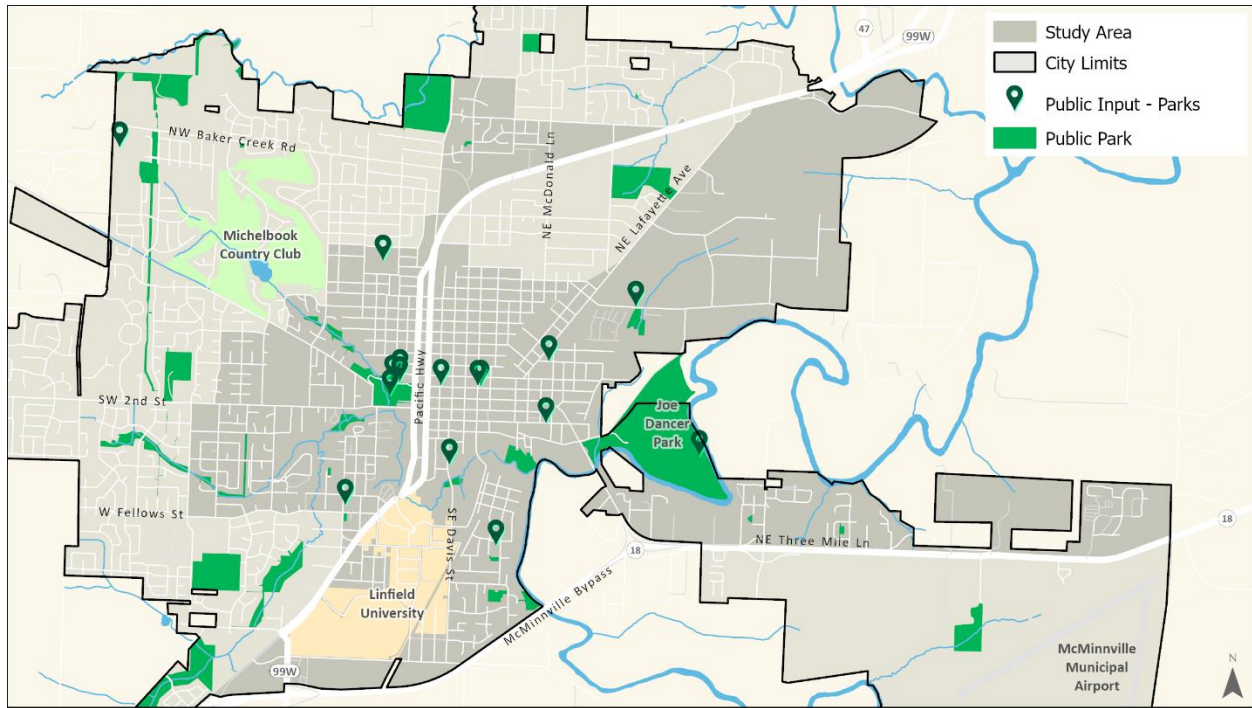 47
99W
Study Area
City Limits
Public Input - Parks
Public Park
NW Baker Creek Rd
NE McDonald Ln
NE Lafayette Ave
Michelbook
Country Club
Pacific Hwy
SW 2nd St
Joe
Dancer
Park
W Fellows St
SE Davis St
NE Three Mile Ln
18
18
Linfield
University
McMinnville Bypass
99W
McMinnville
Municipal
Airport
N